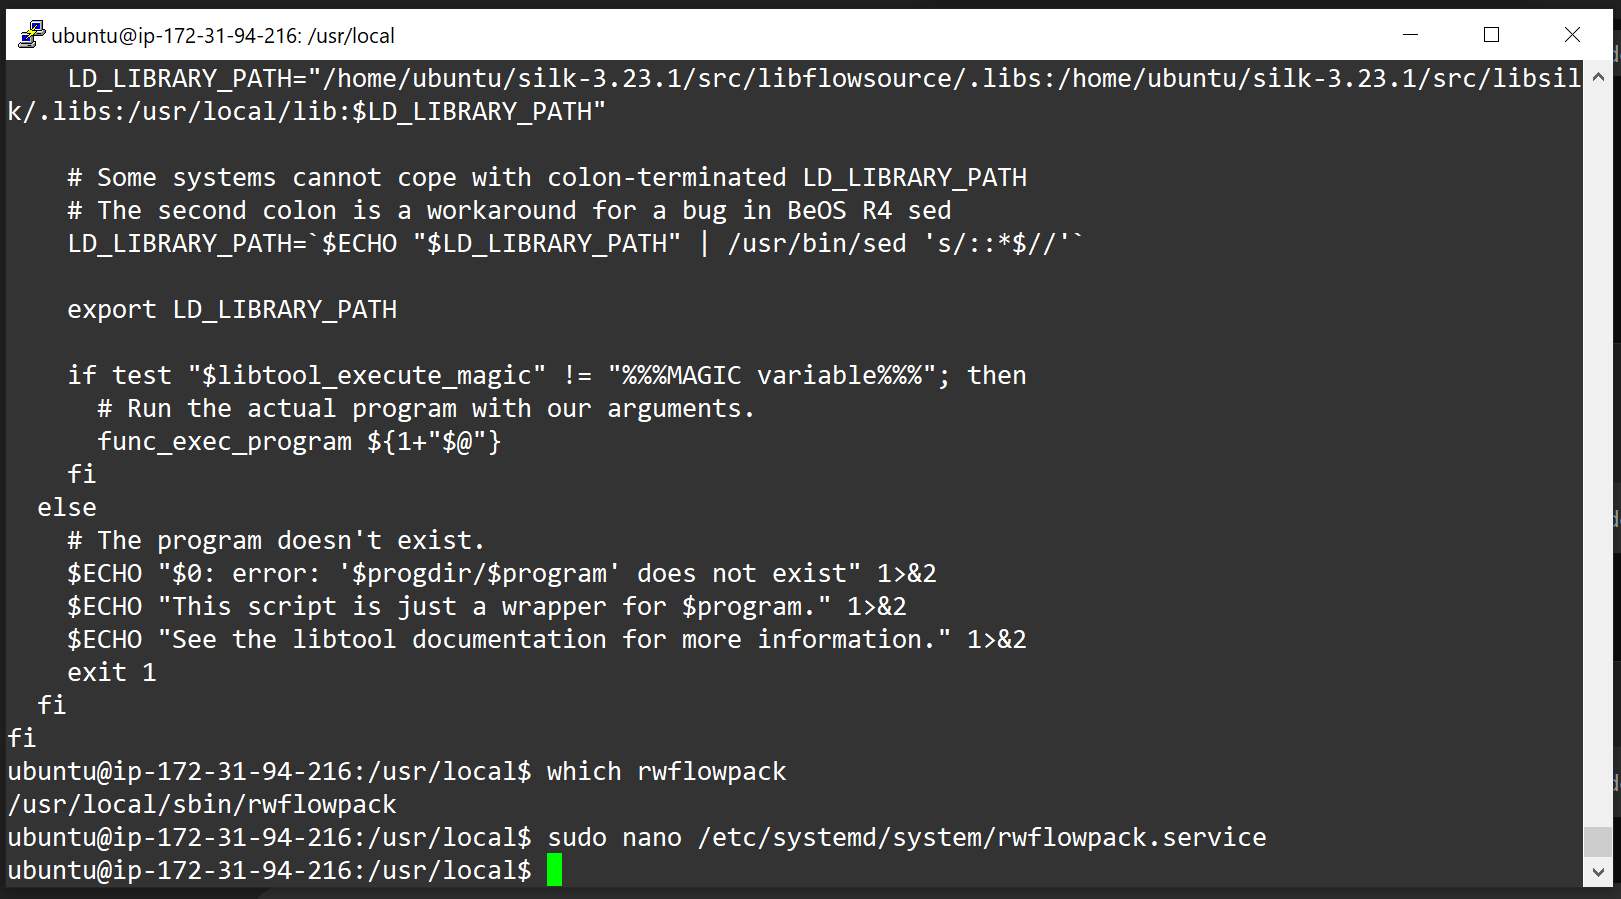 ubuntu@ip-172-31-94-216: /usr/local
    LD_LIBRARY_PATH="/home/ubuntu/silk-3.23.1/src/libflowsource/.libs:/home/ubuntu/silk-3.23.1/src/libsil
k/.libs:/usr/local/lib:$LD_LIBRARY_PATH"

    # Some systems cannot cope with colon-terminated LD_LIBRARY_PATH
    # The second colon is a workaround for a bug in BeOS R4 sed
    LD_LIBRARY_PATH=`$ECHO "$LD_LIBRARY_PATH" | /usr/bin/sed 's/::*$//'`

    export LD_LIBRARY_PATH

    if test "$libtool_execute_magic" != "%%%MAGIC variable%%%"; then
      # Run the actual program with our arguments.
      func_exec_program ${1+"$@"}
    fi
  else
    # The program doesn't exist.
    $ECHO "$0: error: '$progdir/$program' does not exist" 1>&2
    $ECHO "This script is just a wrapper for $program." 1>&2
    $ECHO "See the libtool documentation for more information." 1>&2
    exit 1
  fi
fi
ubuntu@ip-172-31-94-216:/usr/local$ which rwflowpack
/usr/local/sbin/rwflowpack
ubuntu@ip-172-31-94-216:/usr/local$ sudo nano /etc/systemd/system/rwflowpack.service
ubuntu@ip-172-31-94-216:/usr/local$